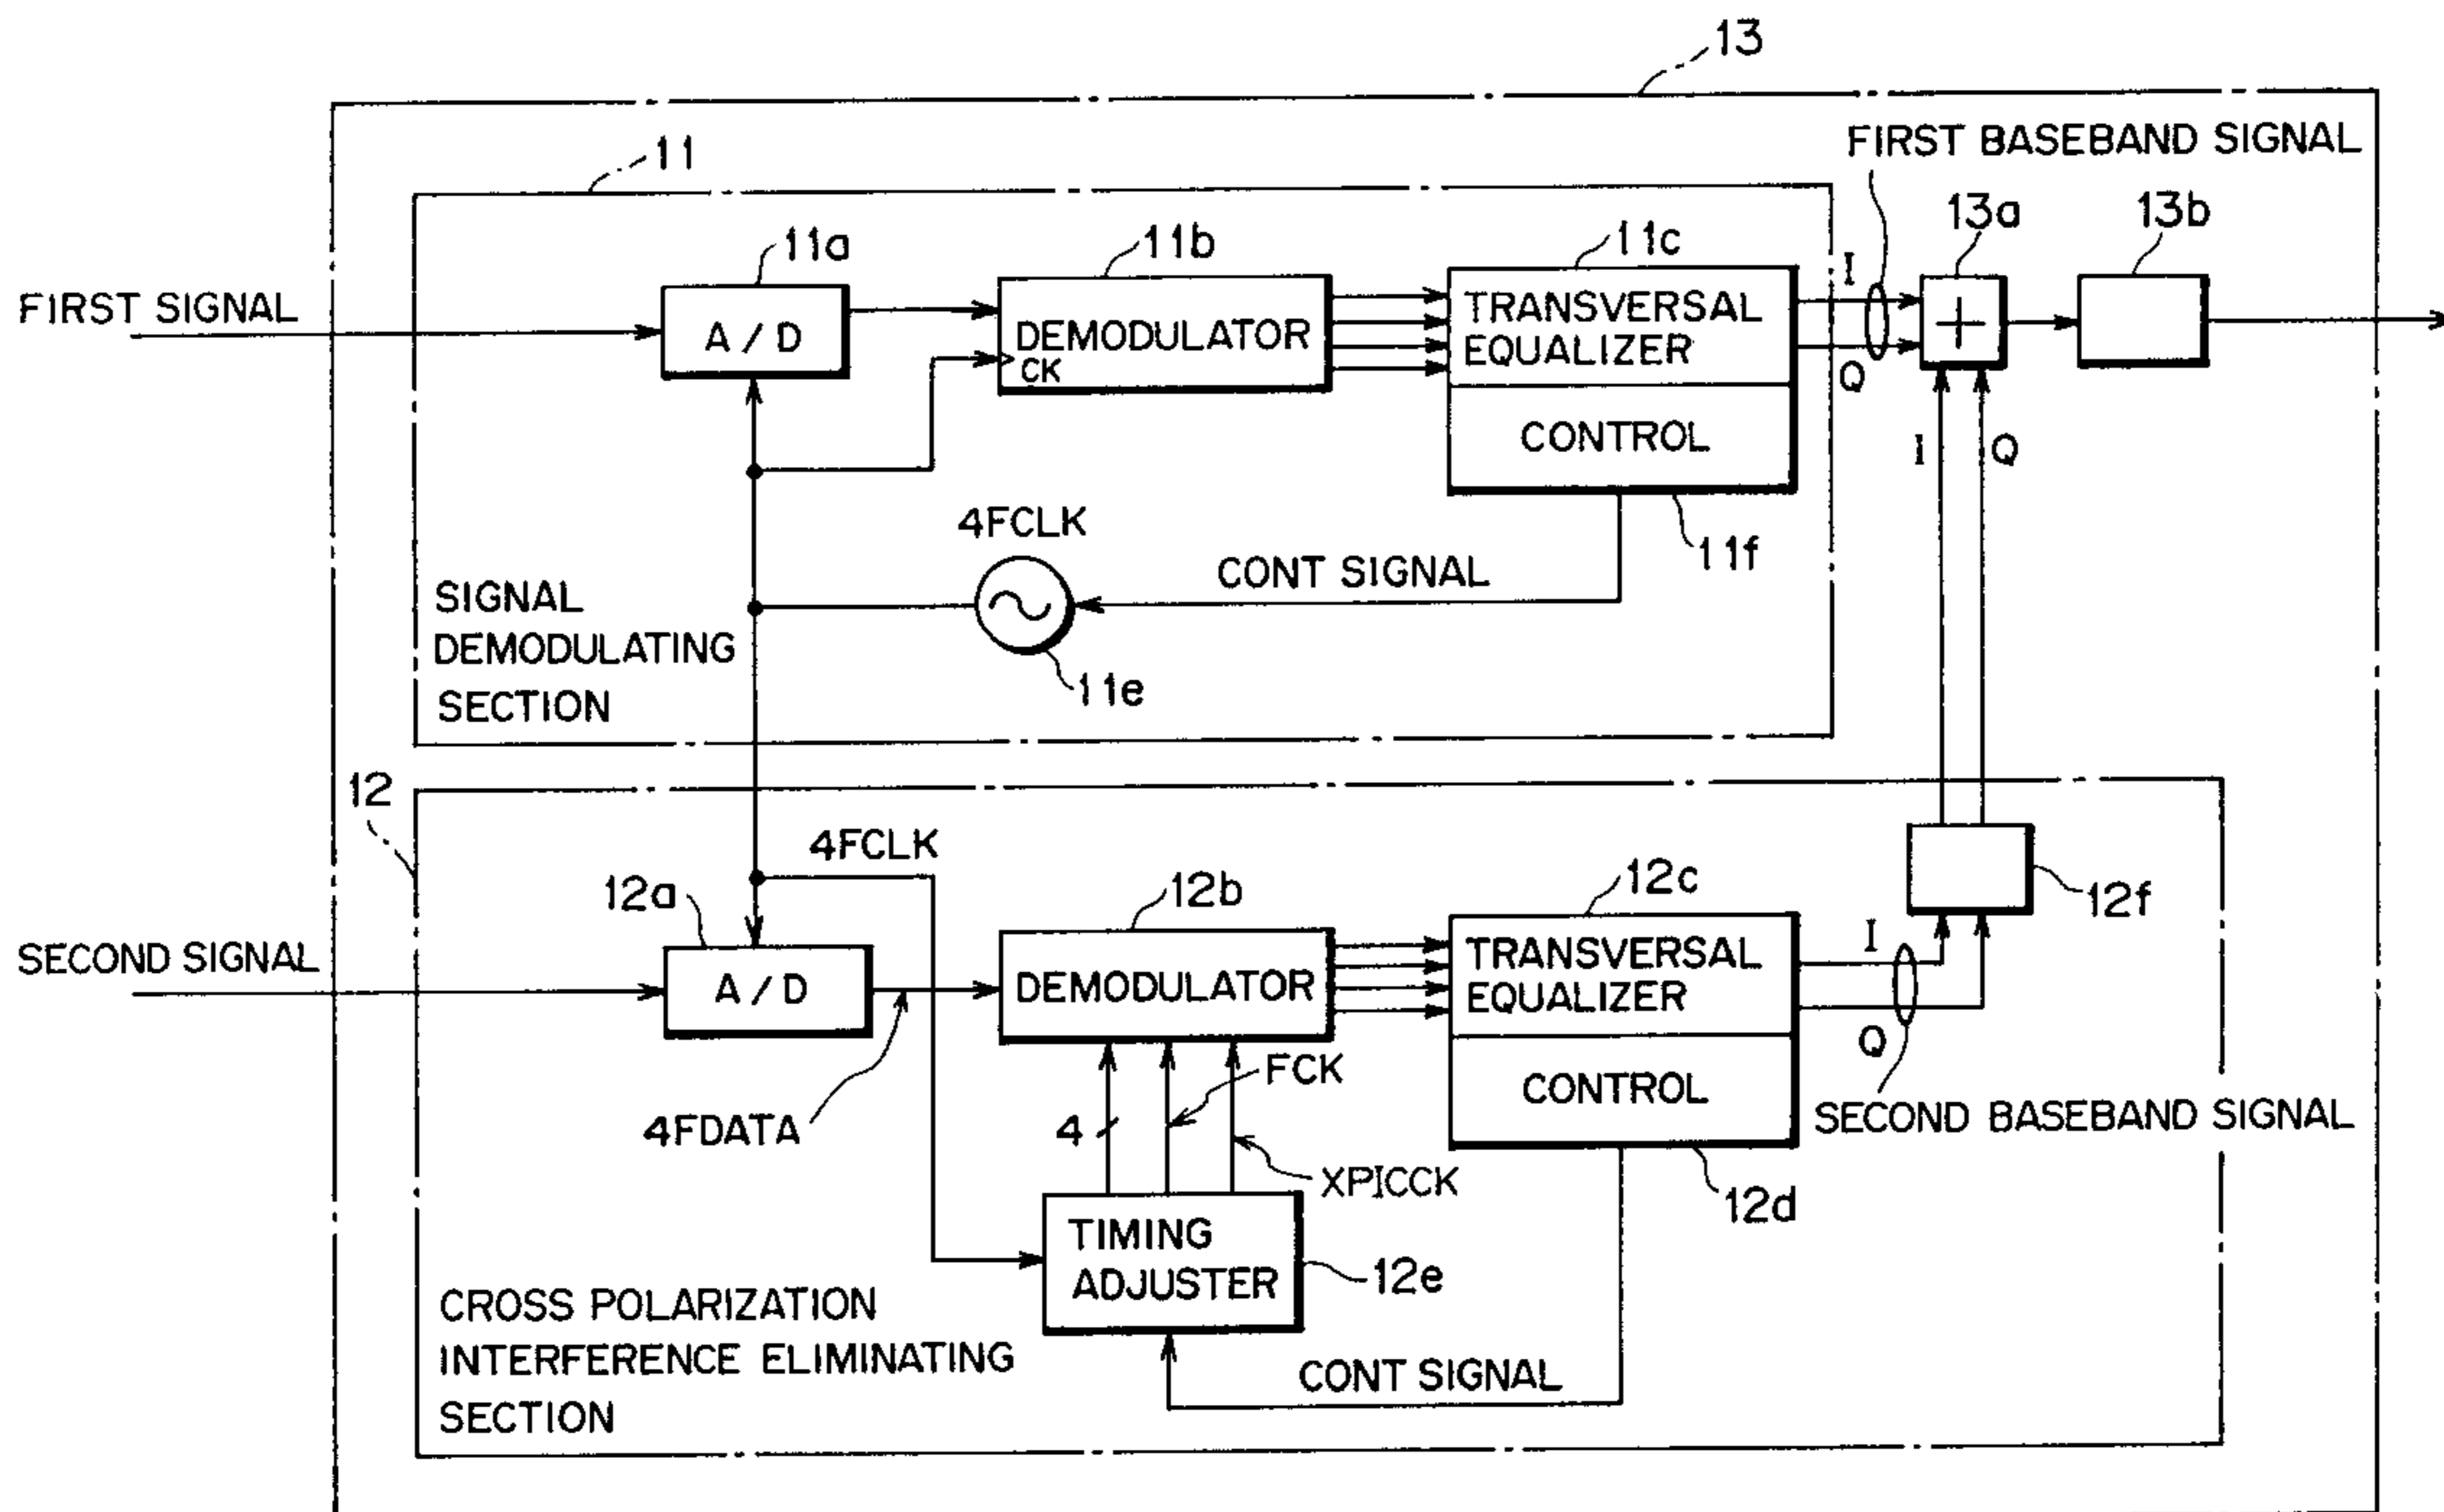 13
FIRST BASEBAND SIGNAL
11
11a
11b
11c
13a
13b
FIRST SIGNAL
A/D
DEMODULATOR
CK
TRANSVERSAL
EQUALIZER
CONTROL
I
Q
+
I
Q
4FCLK
11f
CONT SIGNAL
11e
SIGNAL
DEMODULATING
SECTION
12
4FCLK
12a
12b
12c
12f
SECOND SIGNAL
A/D
DEMODULATOR
TRANSVERSAL
EQUALIZER
CONTROL
I
Q
4FDATA
4
FCK
XPICCK
SECOND BASEBAND SIGNAL
12d
TIMING
ADJUSTER
12e
CROSS POLARIZATION
INTERFERENCE ELIMINATING
SECTION
CONT SIGNAL